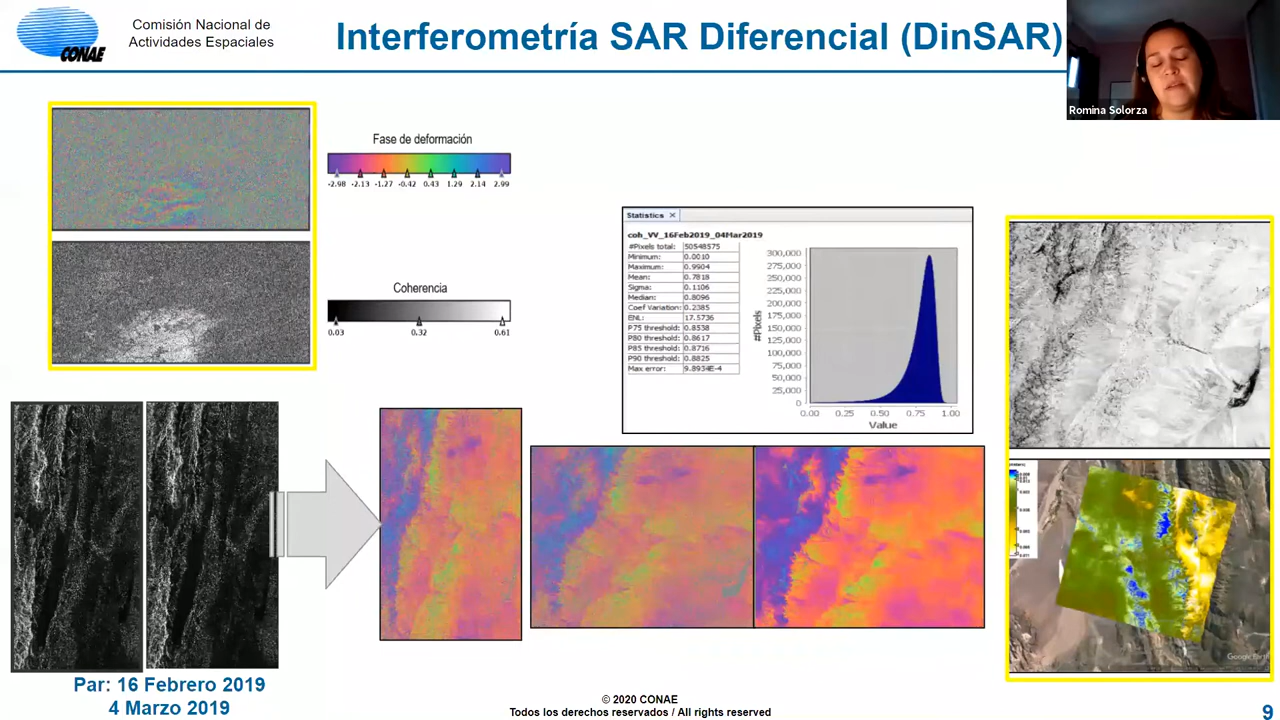 CONAE
Comisión Nacional de
Actividades Espaciales
Interferometría SAR Diferencial (DinSAR)
Romina Solorza
Fase de deformación
-2.98 -2.13 -1.27 -0.42 0.43 1.29 2.14 2.99
Coherencia
0.03 0.32 0.61
Statistics
coh_VV_16Feb2019_04Mar2019
#Pixels total: 50548575
Minimum: 0.0010
Maximum: 0.9904
Mean: 0.7818
Sigma: 0.1106
Median: 0.8096
Coef Variation: 0.2385
ENL: 17.5736
P75 threshold: 0.8538
P80 threshold: 0.8617
P85 threshold: 0.8716
P90 threshold: 0.8825
Max error: 9.8934E-4
#Pixels
300,000
275,000
250,000
225,000
200,000
175,000
150,000
125,000
100,000
75,000
50,000
25,000
0
0.00 0.25 0.50 0.75 1.00
Value
Google Earth
Par: 16 Febrero 2019
4 Marzo 2019
© 2020 CONAE
Todos los derechos reservados / All rights reserved
9